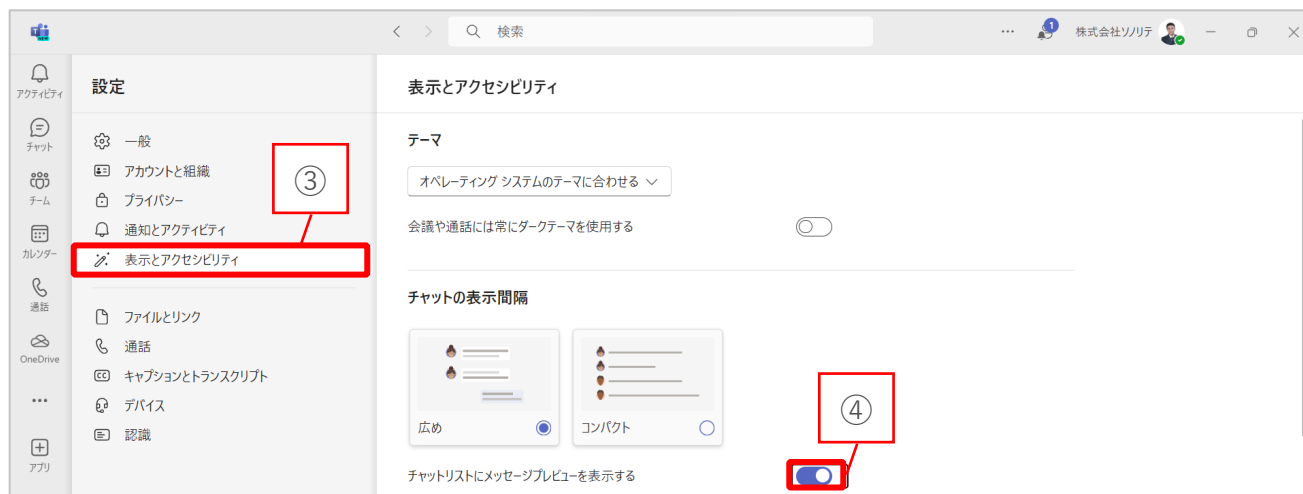 検索
株式会社ソノリテ
1
アクティビティ
チャット
チーム
カレンダー
通話
OneDrive
アプリ
設定
一般
アカウントと組織
プライバシー
通知とアクティビティ
表示とアクセシビリティ
ファイルとリンク
通話
キャプションとトランスクリプト
デバイス
認識
③
表示とアクセシビリティ
テーマ
オペレーティング システムのテーマに合わせる
会議や通話には常にダークテーマを使用する
チャットの表示間隔
広め
コンパクト
④
チャットリストにメッセージプレビューを表示する